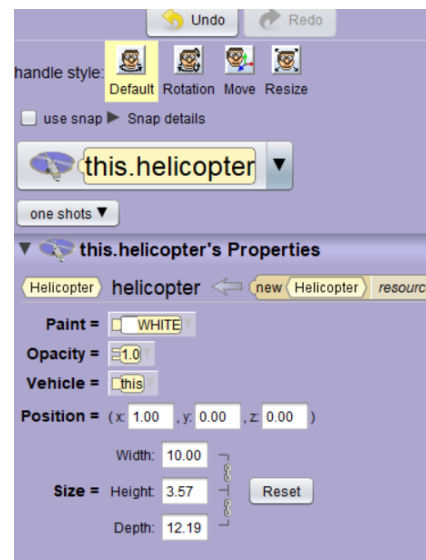 Undo Redo
handle style:
Default Rotation Move Resize
use snap Snap details
this.helicopter
one shots
this.helicopter's Properties
Helicopter helicopter new Helicopter resourc
Paint = WHITE
Opacity = 1.0
Vehicle = this
Position = ( x: 1.00 , y: 0.00 , z: 0.00 )
Width: 10.00
Size = Height: 3.57 Reset
Depth: 12.19